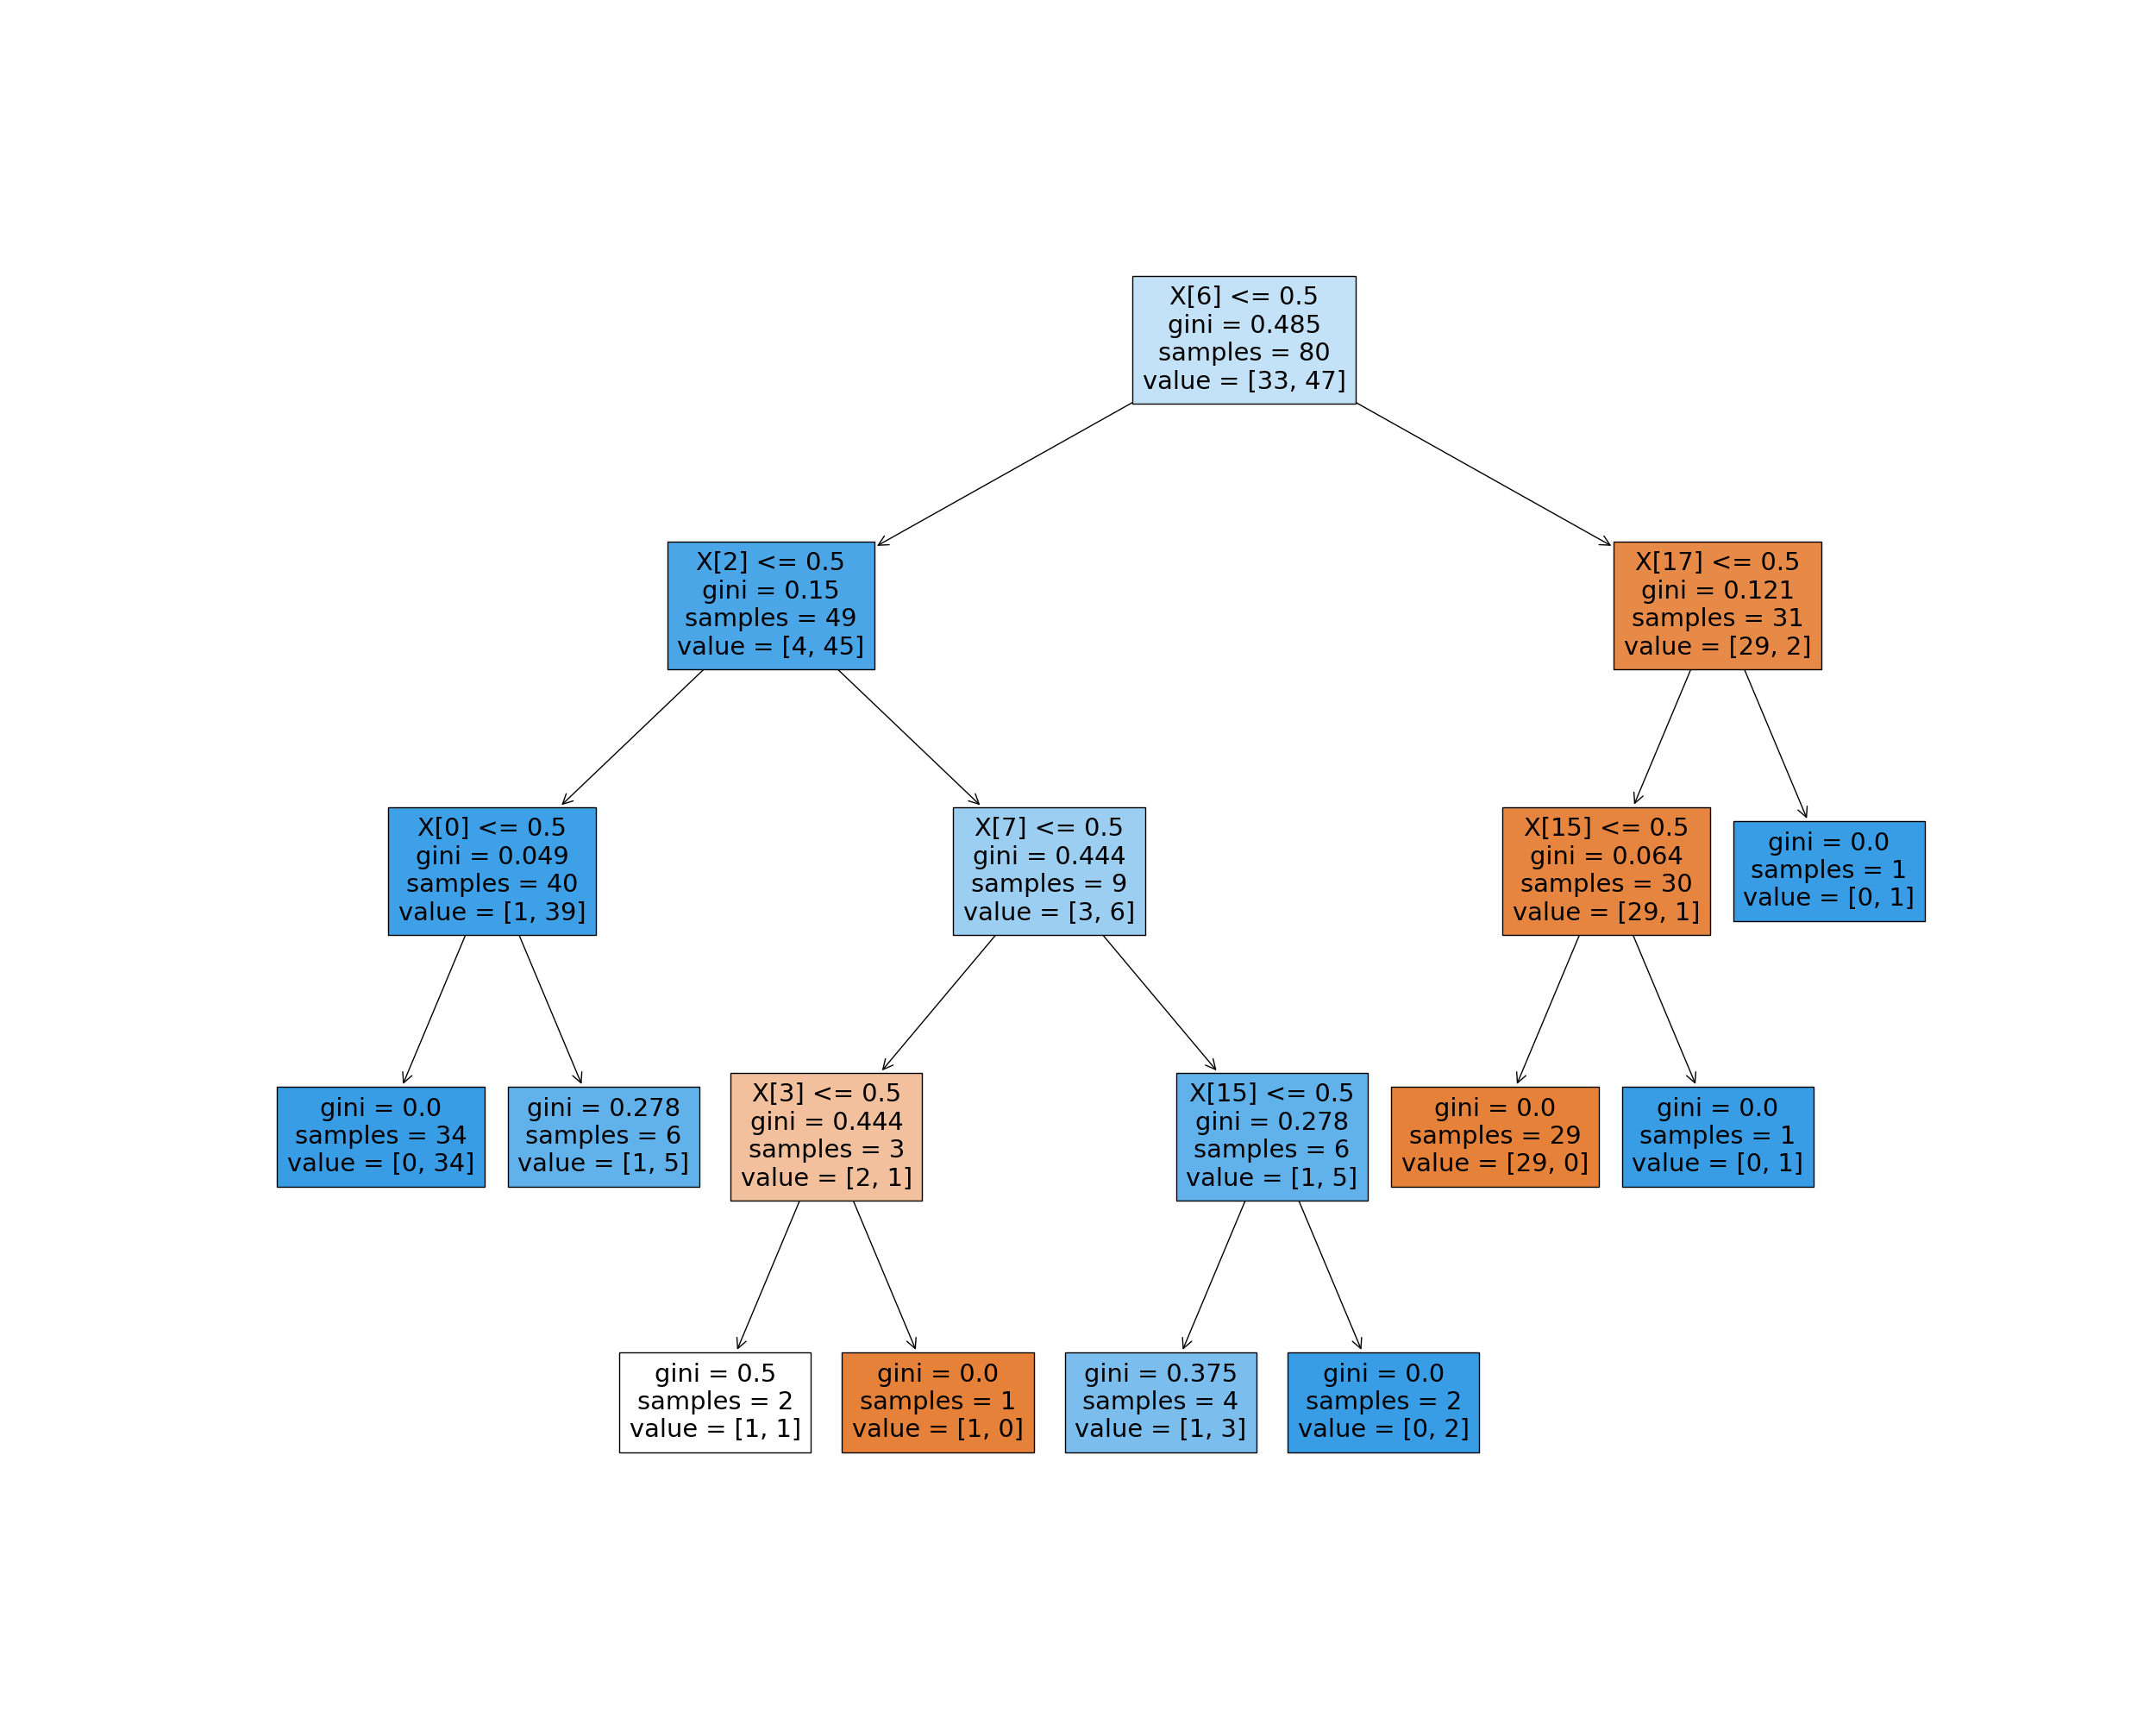 X[6] <= 0.5
gini = 0.485
samples = 80
value = [33, 47]
X[2] <= 0.5
gini = 0.15
samples = 49
value = [4, 45]
X[17] <= 0.5
gini = 0.121
samples = 31
value = [29, 2]
X[0] <= 0.5
gini = 0.049
samples = 40
value = [1, 39]
X[7] <= 0.5
gini = 0.444
samples = 9
value = [3, 6]
X[15] <= 0.5
gini = 0.064
samples = 30
value = [29, 1]
gini = 0.0
samples = 1
value = [0, 1]
gini = 0.0
samples = 34
value = [0, 34]
gini = 0.278
samples = 6
value = [1, 5]
X[3] <= 0.5
gini = 0.444
samples = 3
value = [2, 1]
X[15] <= 0.5
gini = 0.278
samples = 6
value = [1, 5]
gini = 0.0
samples = 29
value = [29, 0]
gini = 0.0
samples = 1
value = [0, 1]
gini = 0.5
samples = 2
value = [1, 1]
gini = 0.0
samples = 1
value = [1, 0]
gini = 0.375
samples = 4
value = [1, 3]
gini = 0.0
samples = 2
value = [0, 2]